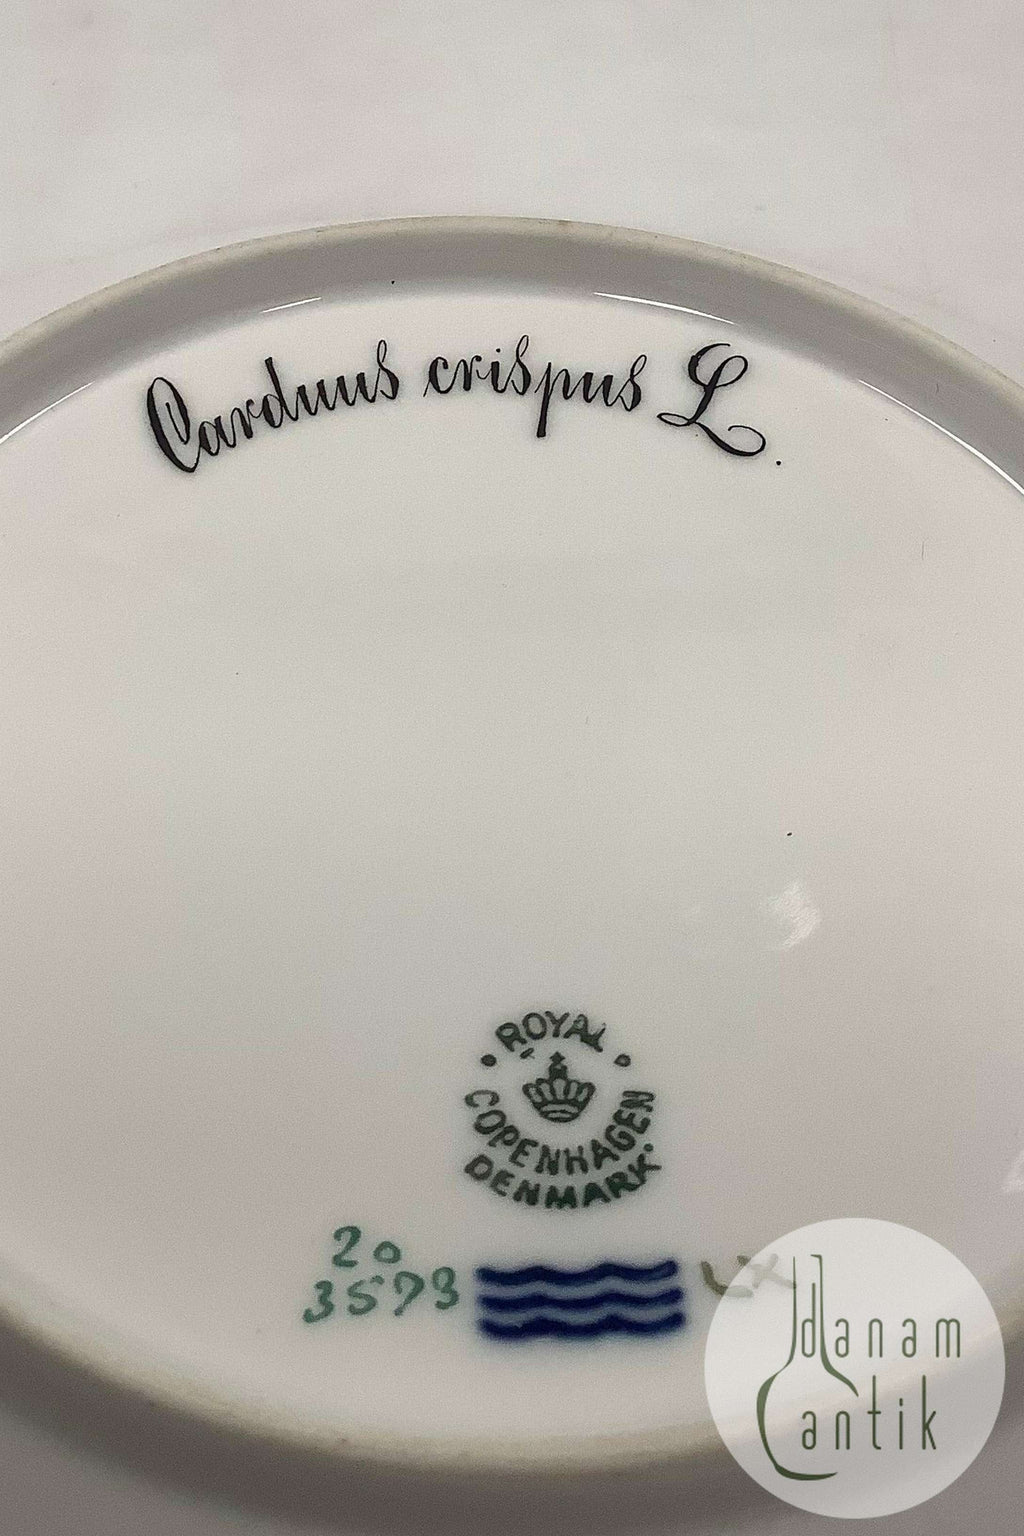 Carduus crispus L.
ROYAL
COPENHAGEN
DENMARK
20
3573
danam
antik